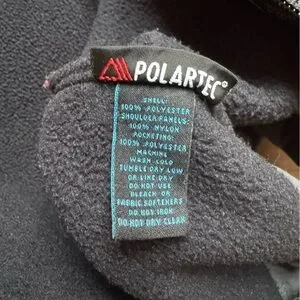 POLARTEC®
SHELL:
100% POLYESTER
SHOULDER PANELS:
100% NYLON
POCKETING:
100% POLYESTER
MACHINE
WASH COLD
TUMBLE DRY LOW
OR LINE DRY
DO NOT USE
BLEACH OR
FABRIC SOFTENERS
DO NOT IRON
DO NOT DRY CLEAN